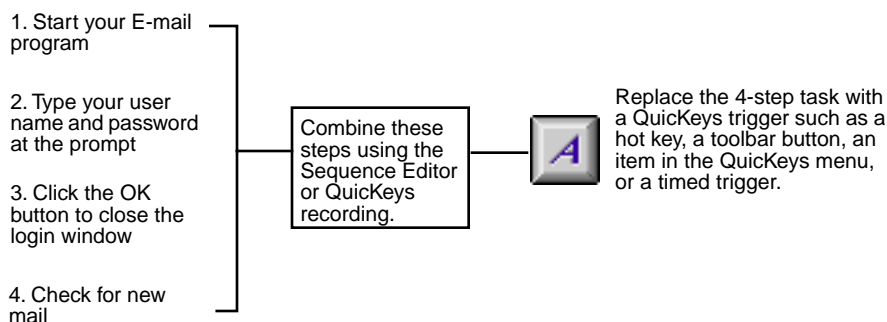 1. Start your E-mail
program
2. Type your user
name and password
at the prompt
3. Click the OK
button to close the
login window
4. Check for new
mail
Combine these
steps using the
Sequence Editor
or QuicKeys
recording.
A
Replace the 4-step task with
a QuicKeys trigger such as a
hot key, a toolbar button, an
item in the QuicKeys menu,
or a timed trigger.